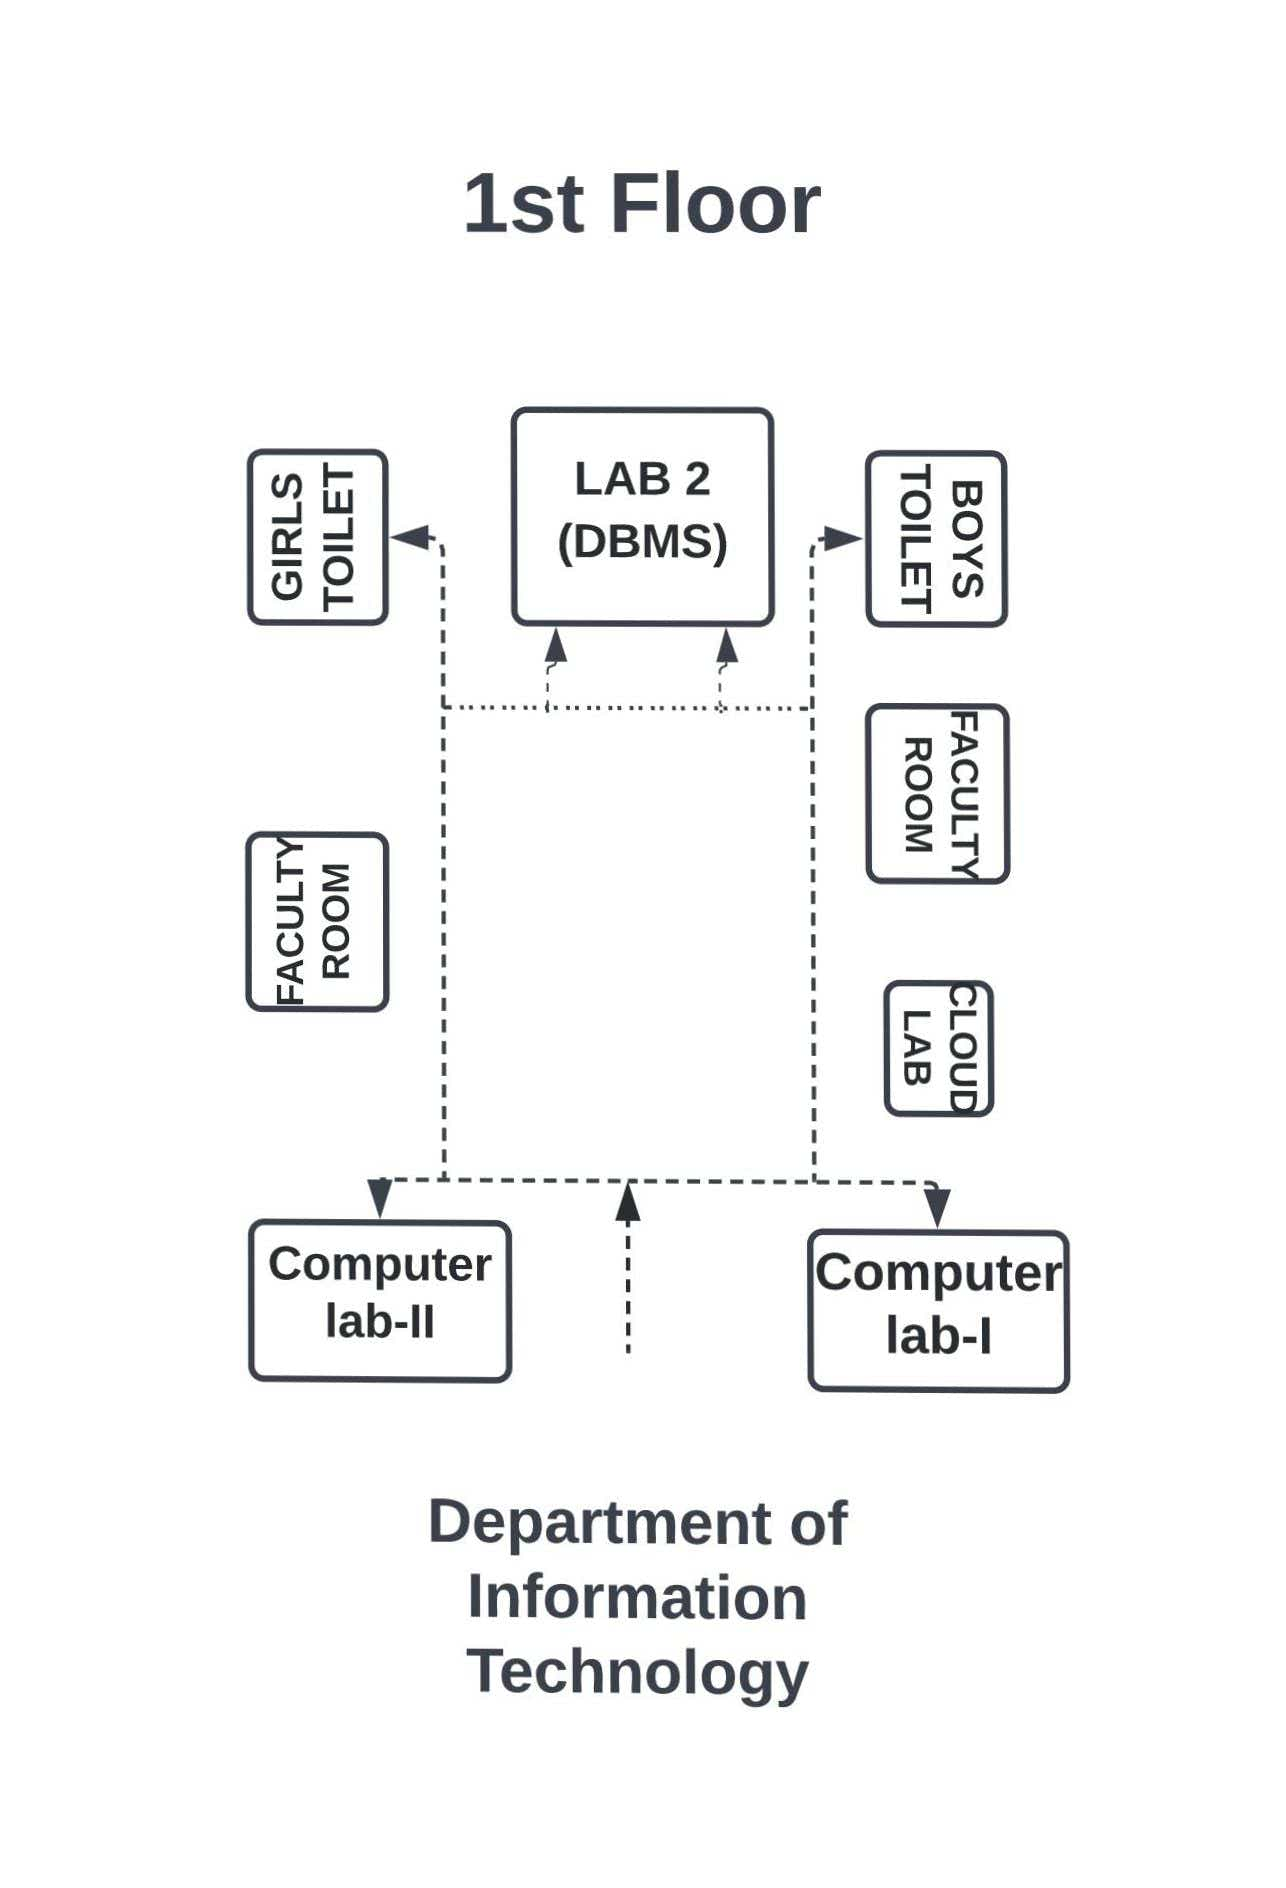 1st Floor
GIRLS
TOILET
LAB 2
(DBMS)
BOYS
TOILET
FACULTY
ROOM
FACULTY
ROOM
CLOUD
LAB
Computer
lab-II
Computer
lab-I
Department of
Information
Technology